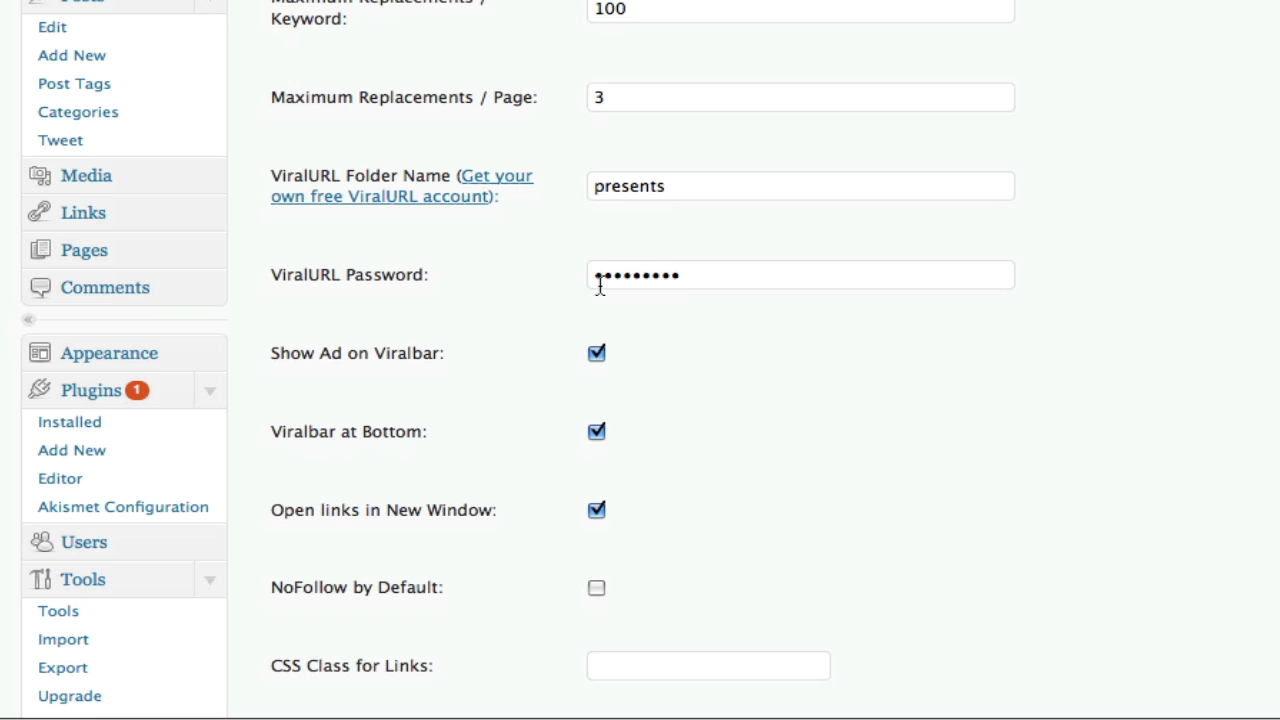 Posts
Edit
Add New
Post Tags
Categories
Tweet
Media
Links
Pages
Comments
Appearance
Plugins 1
Installed
Add New
Editor
Akismet Configuration
Users
Tools
Tools
Import
Export
Upgrade
Maximum Replacements /
Keyword:
100
Maximum Replacements / Page:
3
ViralURL Folder Name (Get your
own free ViralURL account):
presents
ViralURL Password:
•••••••••
Show Ad on Viralbar:
Viralbar at Bottom:
Open links in New Window:
NoFollow by Default:
CSS Class for Links: